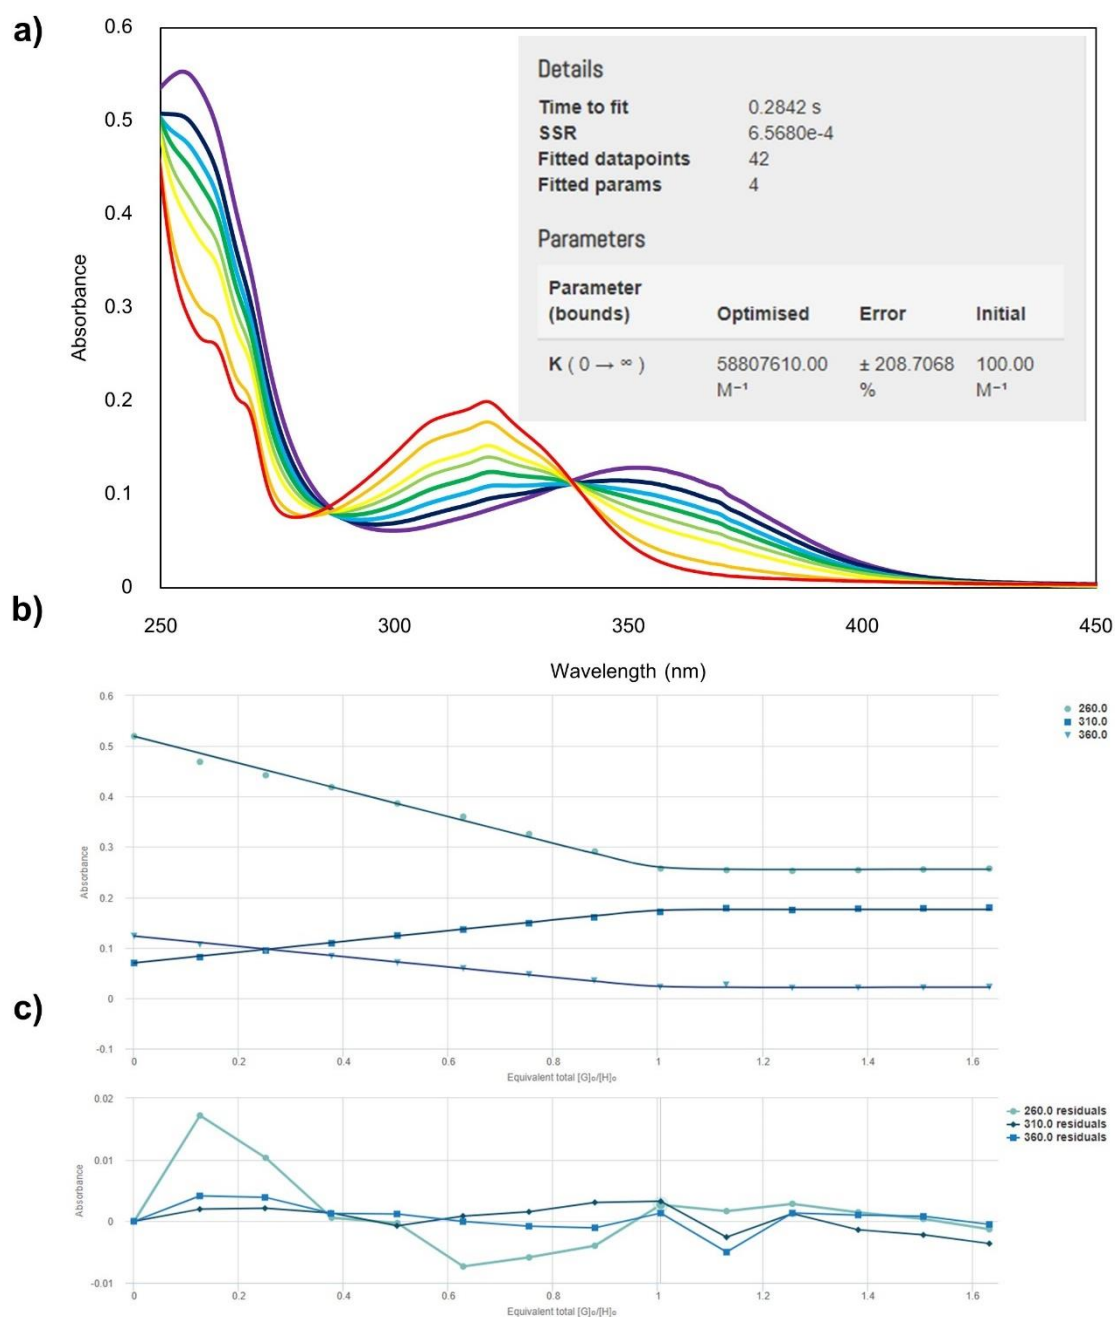 a)
0.6
0.5
0.4
0.3
0.2
0.1
0
Absorbance
Details
Time to fit 0.2842 s
SSR 6.5680e-4
Fitted datapoints 42
Fitted params 4
Parameters
Parameter (bounds) Optimised Error Initial
K ( 0 → ∞ ) 58807610.00 M⁻¹ ± 208.7068 % 100.00 M⁻¹
250 300 350 400 450
Wavelength (nm)
b)
0.6
0.5
0.4
0.3
0.2
0.1
0
-0.1
Absorbance
260.0
310.0
360.0
0 0.2 0.4 0.6 0.8 1 1.2 1.4 1.6
Equivalent total [G]₀/[H]₀
c)
0.02
0.01
0
-0.01
Absorbance
260.0 residuals
310.0 residuals
360.0 residuals
0 0.2 0.4 0.6 0.8 1 1.2 1.4 1.6
Equivalent total [G]₀/[H]₀